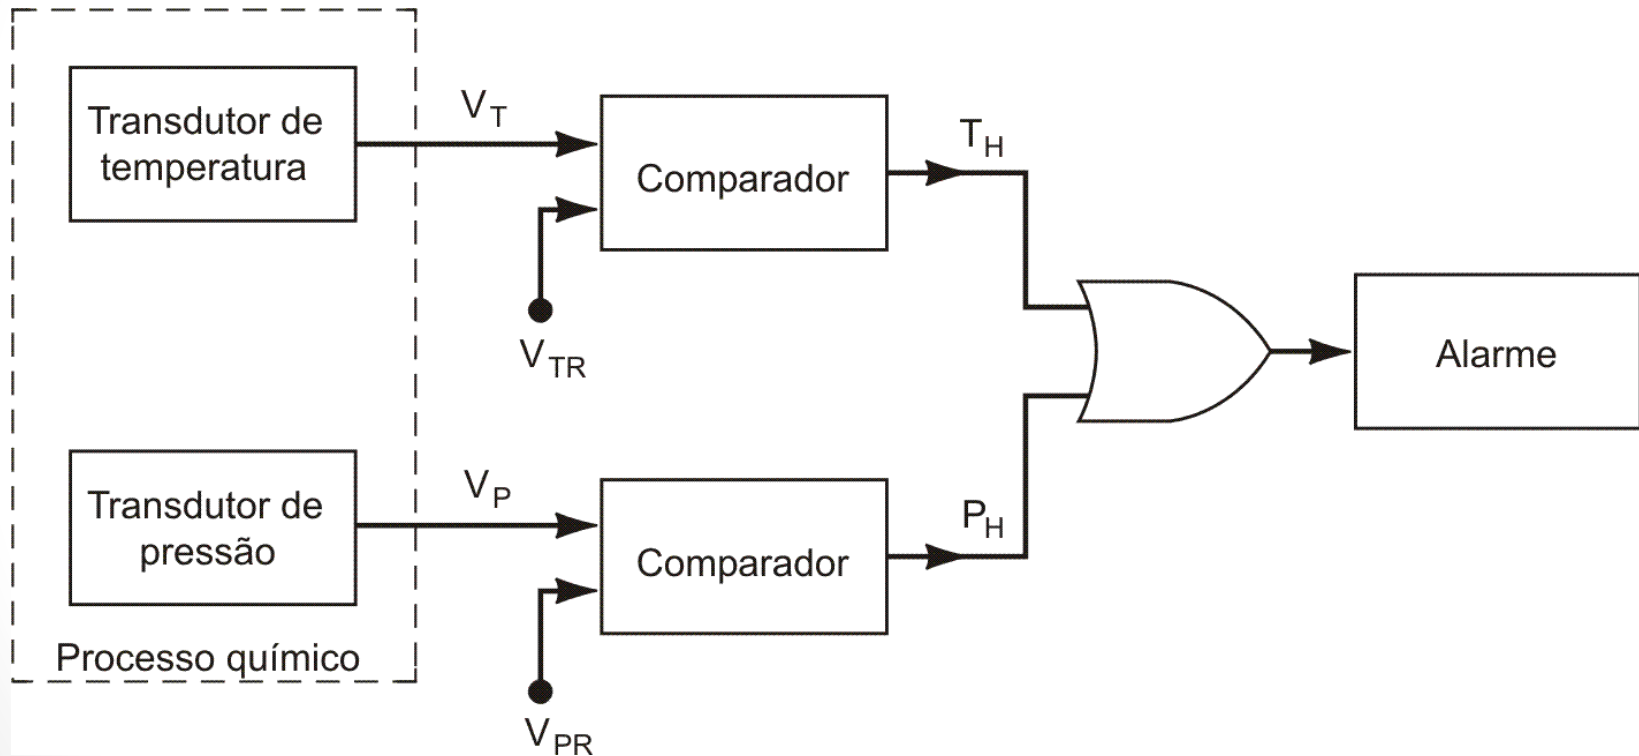 Transdutor de
temperatura
V_T
Comparador
V_TR
T_H
Alarme
Transdutor de
pressão
V_P
Comparador
V_PR
P_H
Processo químico